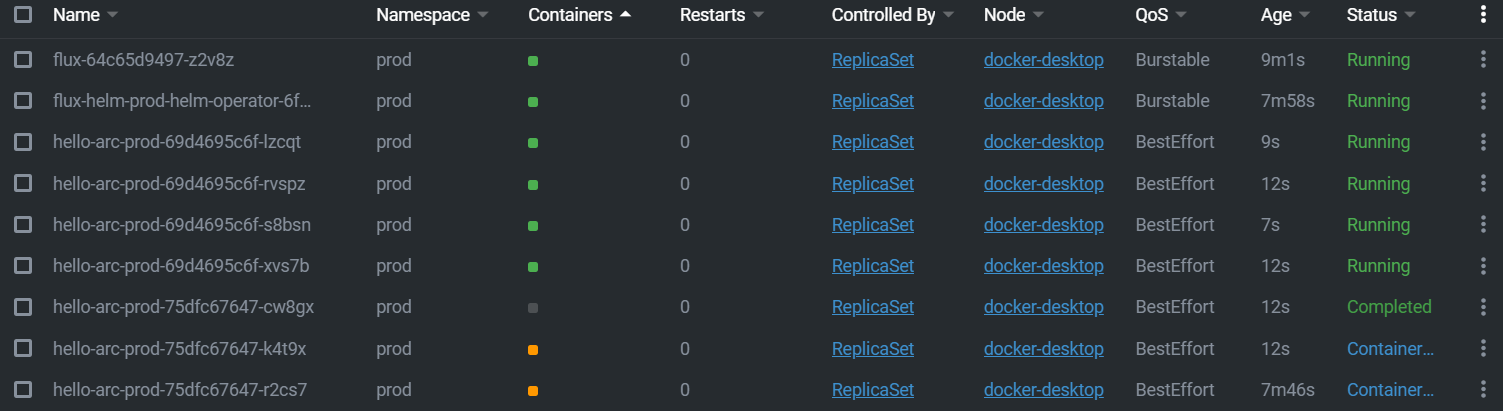 Name Namespace Containers Restarts Controlled By Node QoS Age Status
flux-64c65d9497-z2v8z prod 0 ReplicaSet docker-desktop Burstable 9m1s Running
flux-helm-prod-helm-operator-6f... prod 0 ReplicaSet docker-desktop Burstable 7m58s Running
hello-arc-prod-69d4695c6f-lzcqt prod 0 ReplicaSet docker-desktop BestEffort 9s Running
hello-arc-prod-69d4695c6f-rvspz prod 0 ReplicaSet docker-desktop BestEffort 12s Running
hello-arc-prod-69d4695c6f-s8bsn prod 0 ReplicaSet docker-desktop BestEffort 7s Running
hello-arc-prod-69d4695c6f-xvs7b prod 0 ReplicaSet docker-desktop BestEffort 12s Running
hello-arc-prod-75dfc67647-cw8gx prod 0 ReplicaSet docker-desktop BestEffort 12s Completed
hello-arc-prod-75dfc67647-k4t9x prod 0 ReplicaSet docker-desktop BestEffort 12s Container...
hello-arc-prod-75dfc67647-r2cs7 prod 0 ReplicaSet docker-desktop BestEffort 7m46s Container...